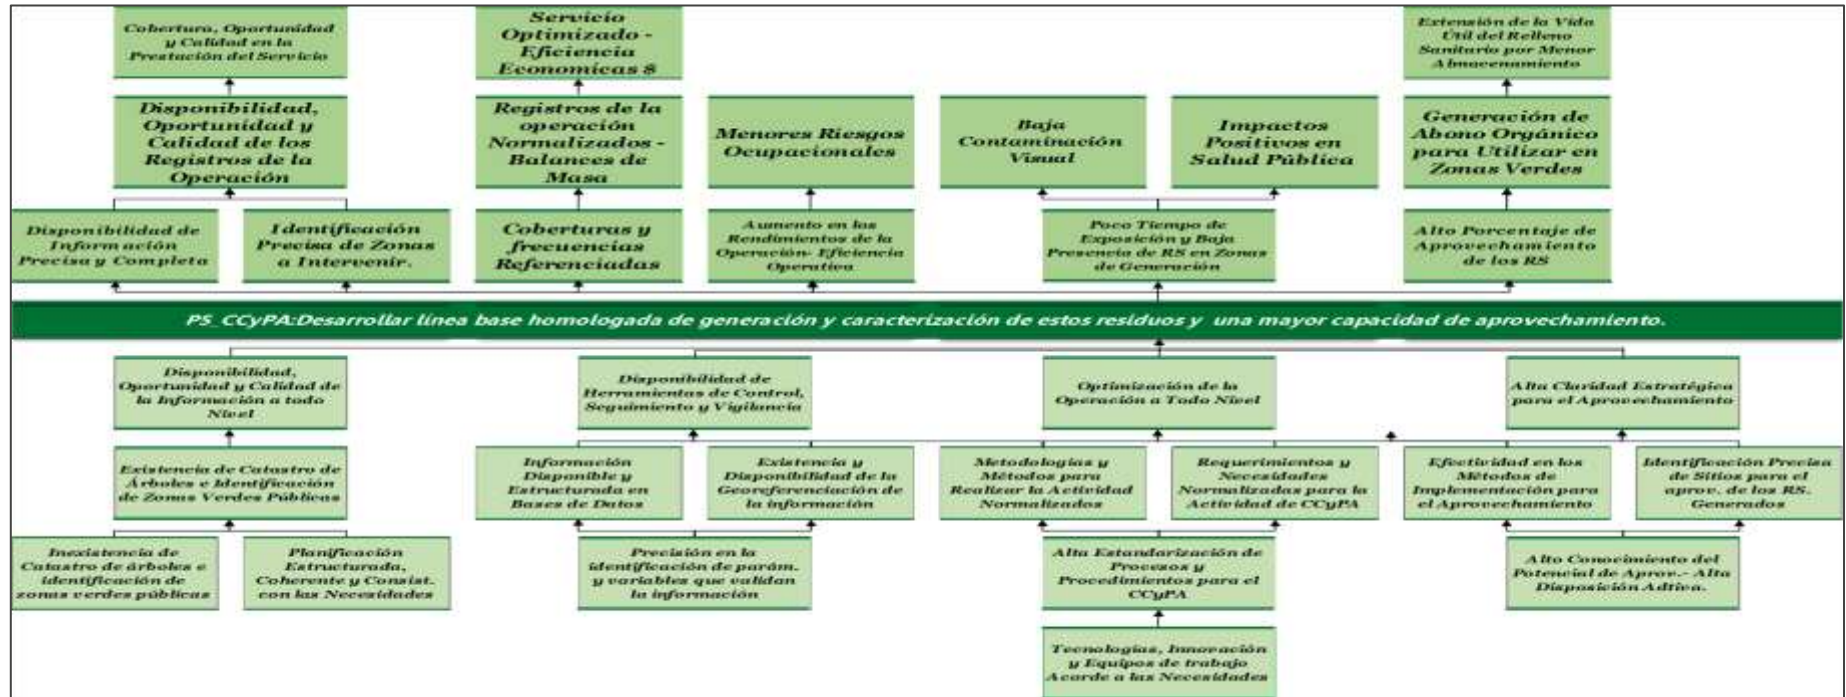 Cobertura, Oportunidad
y Calidad en la
Prestación del Servicio
Servicio
Optimizado -
Eficiencia
Economicas $
Extensión de la Vida
Útil del Relleno
Sanitario por Menor
Almacenamiento
Disponibilidad,
Oportunidad y
Calidad de los
Registros de la
Operación
Registros de la
operación
Normalizados -
Balances de
Masa
Menores Riesgos
Ocupacionales
Baja
Contaminación
Visual
Impactos
Positivos en
Salud Pública
Generación de
Abono Orgánico
para Utilizar en
Zonas Verdes
Disponibilidad de
Información
Precisa y Completa
Identificación
Precisa de Zonas
a Intervenir.
Coberturas y
frecuencias
Referenciadas
Aumento en los
Rendimientos de la
Operación- Eficiencia
Operativa
Poco Tiempo de
Exposición y Baja
Presencia de RS en Zonas
de Generación
Alto Porcentaje de
Aprovechamiento
de los RS
PS_CCyPA:Desarrollar línea base homologada de generación y caracterización de estos residuos y una mayor capacidad de aprovechamiento.
Disponibilidad,
Oportunidad y Calidad de
la Información a todo
Nivel
Disponibilidad de
Herramientas de Control,
Seguimiento y Vigilancia
Optimización de la
Operación a Todo Nivel
Alta Claridad Estratégica
para el Aprovechamiento
Existencia de Catastro de
Árboles e Identificación
de Zonas Verdes Públicas
Información
Disponible y
Estructurada en
Bases de Datos
Existencia y
Disponibilidad de la
Georeferenciación de
la información
Metodologías y
Métodos para
Realizar la Actividad
Normalizados
Requerimientos y
Necesidades
Normalizadas para la
Actividad de CCyPA
Efectividad en los
Métodos de
Implementación para
el Aprovechamiento
Identificación Precisa
de Sitios para el
aprov. de los RS.
Generados
Inexistencia de
Catastro de árboles e
identificación de
zonas verdes públicas
Planificación
Estructurada,
Coherente y Consist.
con las Necesidades
Precisión en la
identificación de parám.
y variables que validan
la información
Alta Estandarización de
Procesos y
Procedimientos para el
CCyPA
Alto Conocimiento del
Potencial de Aprov.- Alta
Disposición Adtiva.
Tecnologías, Innovación
y Equipos de trabajo
Acorde a las Necesidades